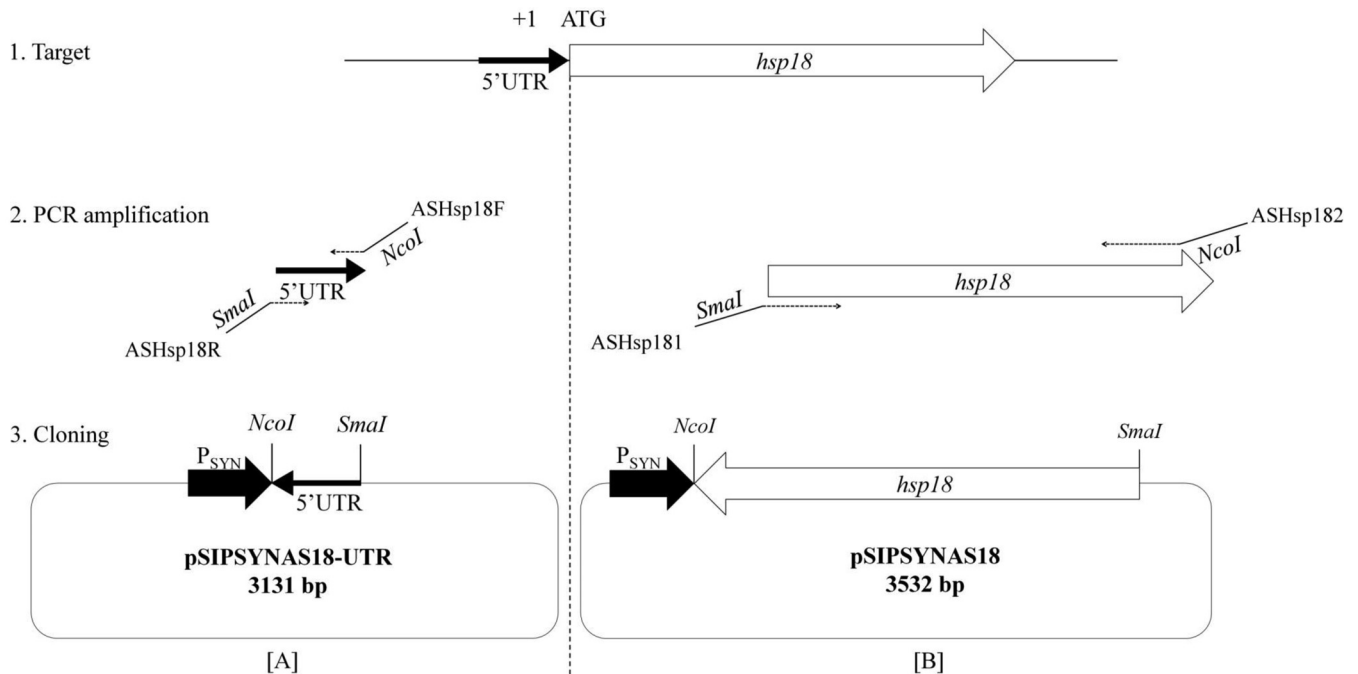 +1 ATG
1. Target
hsp18
5'UTR
2. PCR amplification
ASHsp18F
NcoI
5'UTR
SmaI
ASHsp18R
ASHsp182
NcoI
hsp18
SmaI
ASHsp181
3. Cloning
NcoI
SmaI
PSYN
5'UTR
pSIPSYNAS18-UTR
3131 bp
[A]
NcoI
SmaI
PSYN
hsp18
pSIPSYNAS18
3532 bp
[B]